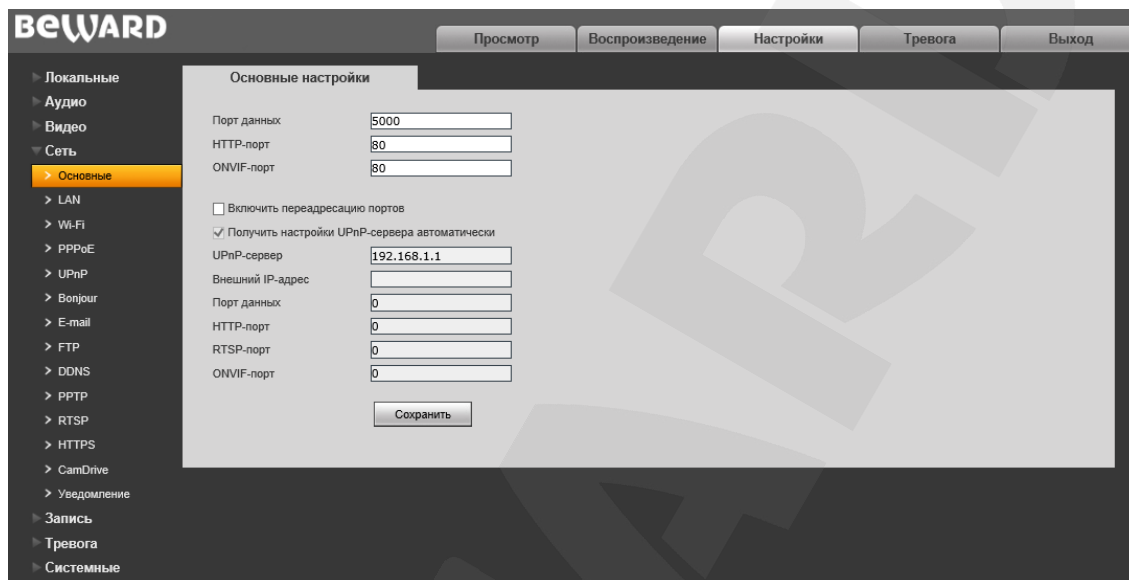 BEWARD
Просмотр Воспроизведение Настройки Тревога Выход
Локальные
Аудио
Видео
Сеть
Основные
LAN
Wi-Fi
PPPoE
UPnP
Bonjour
E-mail
FTP
DDNS
PPTP
RTSP
HTTPS
CamDrive
Уведомление
Запись
Тревога
Системные
Основные настройки
Порт данных 5000
HTTP-порт 80
ONVIF-порт 80
Включить переадресацию портов
Получить настройки UPnP-сервера автоматически
UPnP-сервер 192.168.1.1
Внешний IP-адрес
Порт данных 0
HTTP-порт 0
RTSP-порт 0
ONVIF-порт 0
Сохранить